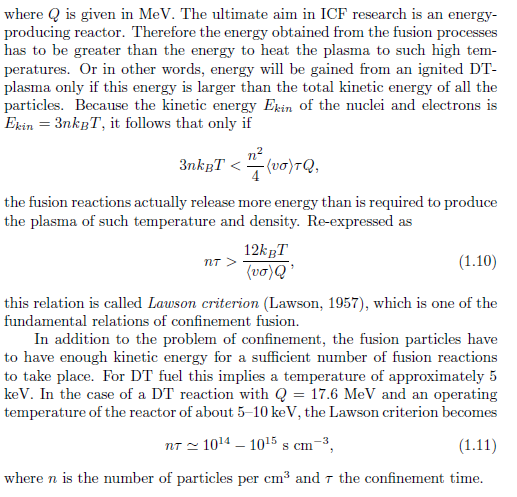 where Q is given in MeV. The ultimate aim in ICF research is an energy-
producing reactor. Therefore the energy obtained from the fusion processes
has to be greater than the energy to heat the plasma to such high tem-
peratures. Or in other words, energy will be gained from an ignited DT-
plasma only if this energy is larger than the total kinetic energy of all the
particles. Because the kinetic energy E_kin of the nuclei and electrons is
E_kin = 3nk_BT, it follows that only if
3nk_BT < n²/4 ⟨vσ⟩τQ,
the fusion reactions actually release more energy than is required to produce
the plasma of such temperature and density. Re-expressed as
nτ > 12k_BT/⟨vσ⟩Q, (1.10)
this relation is called Lawson criterion (Lawson, 1957), which is one of the
fundamental relations of confinement fusion.
In addition to the problem of confinement, the fusion particles have
to have enough kinetic energy for a sufficient number of fusion reactions
to take place. For DT fuel this implies a temperature of approximately 5
keV. In the case of a DT reaction with Q = 17.6 MeV and an operating
temperature of the reactor of about 5–10 keV, the Lawson criterion becomes
nτ ≃ 10¹⁴ – 10¹⁵ s cm⁻³, (1.11)
where n is the number of particles per cm³ and τ the confinement time.